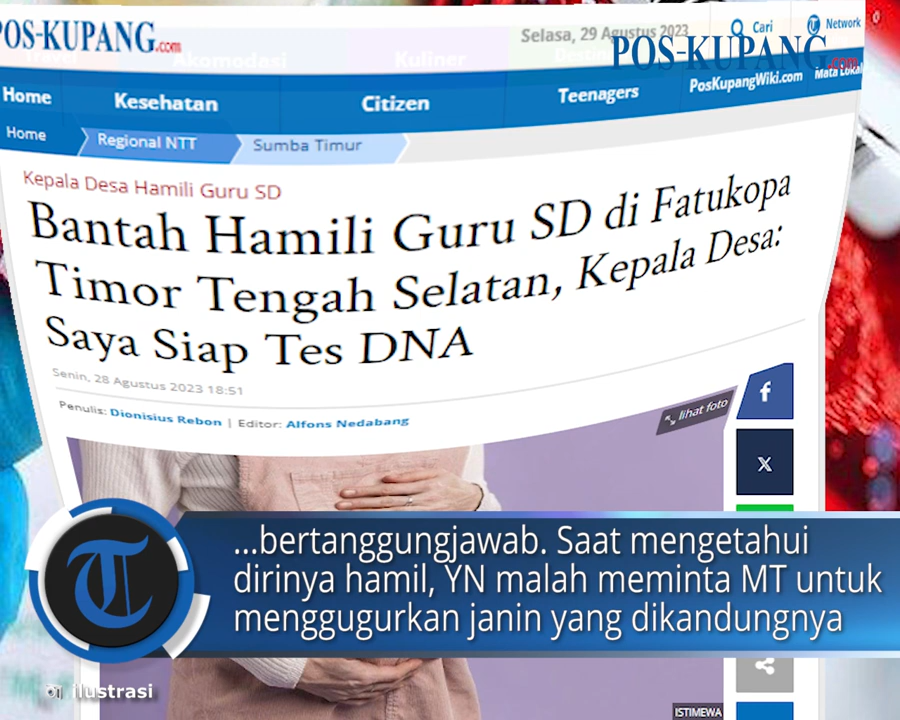 POS-KUPANG.com
Selasa, 29 Agustus 2023
Cari
Network
POS-KUPANG.com
Travel
Akomodasi
Kuliner
Home
Kesehatan
Citizen
Teenagers
PosKupangWiki.com
Mata Lokal
Home
Regional NTT
Sumba Timur
Kepala Desa Hamili Guru SD
Bantah Hamili Guru SD di Fatukopa
Timor Tengah Selatan, Kepala Desa:
Saya Siap Tes DNA
Senin, 28 Agustus 2023 18:51
Penulis: Dionisius Rebon | Editor: Alfons Nedabang
lihat foto
...bertanggungjawab. Saat mengetahui
dirinya hamil, YN malah meminta MT untuk
menggugurkan janin yang dikandungnya
ilustrasi
ISTIMEWA